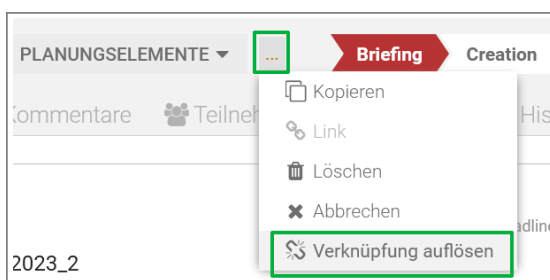 PLANUNGSELEMENTE ... Briefing Creation
Kopieren
Kommentare
Link
Löschen
Abbrechen
Verknüpfung auflösen
2023_2